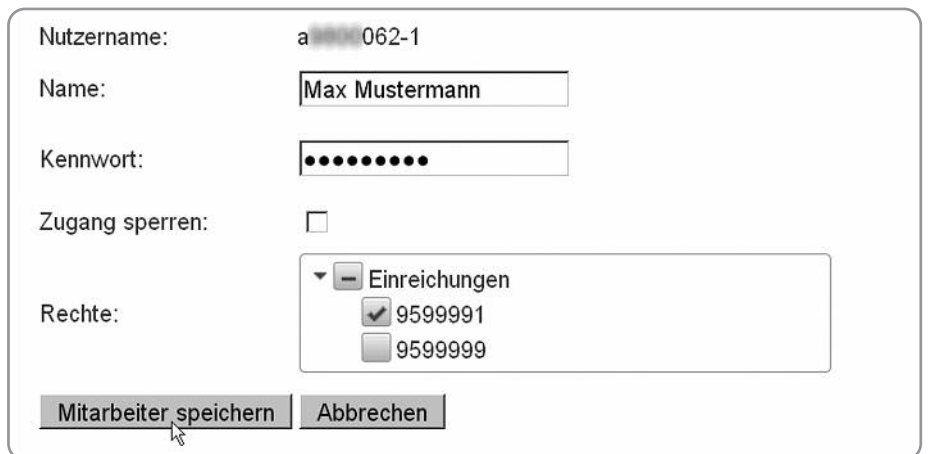 Nutzername: a 062-1
Name: Max Mustermann
Kennwort:
Zugang sperren:
Einreichungen
Rechte: 9599991
9599999
Mitarbeiter speichern Abbrechen